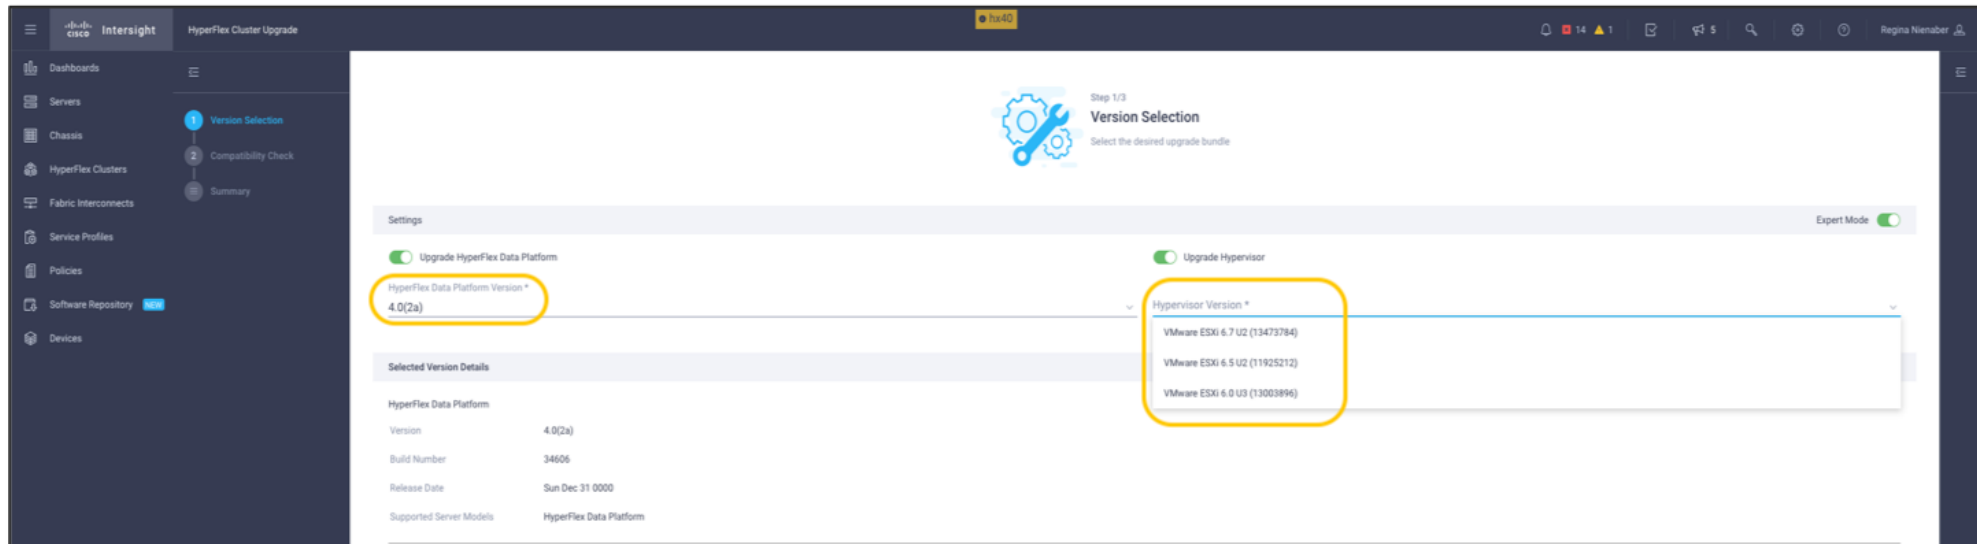 cisco Intersight
HyperFlex Cluster Upgrade
hx40
14 1
5
Regina Nienaber
Dashboards
Servers
Chassis
HyperFlex Clusters
Fabric Interconnects
Service Profiles
Policies
Software Repository NEW
Devices
1 Version Selection
2 Compatibility Check
Summary
Step 1/3
Version Selection
Select the desired upgrade bundle
Settings
Expert Mode
Upgrade HyperFlex Data Platform
Upgrade Hypervisor
HyperFlex Data Platform Version *
4.0(2a)
Hypervisor Version *
VMware ESXi 6.7 U2 (13473784)
VMware ESXi 6.5 U2 (11925212)
VMware ESXi 6.0 U3 (13003896)
Selected Version Details
HyperFlex Data Platform
Version 4.0(2a)
Build Number 34606
Release Date Sun Dec 31 0000
Supported Server Models HyperFlex Data Platform